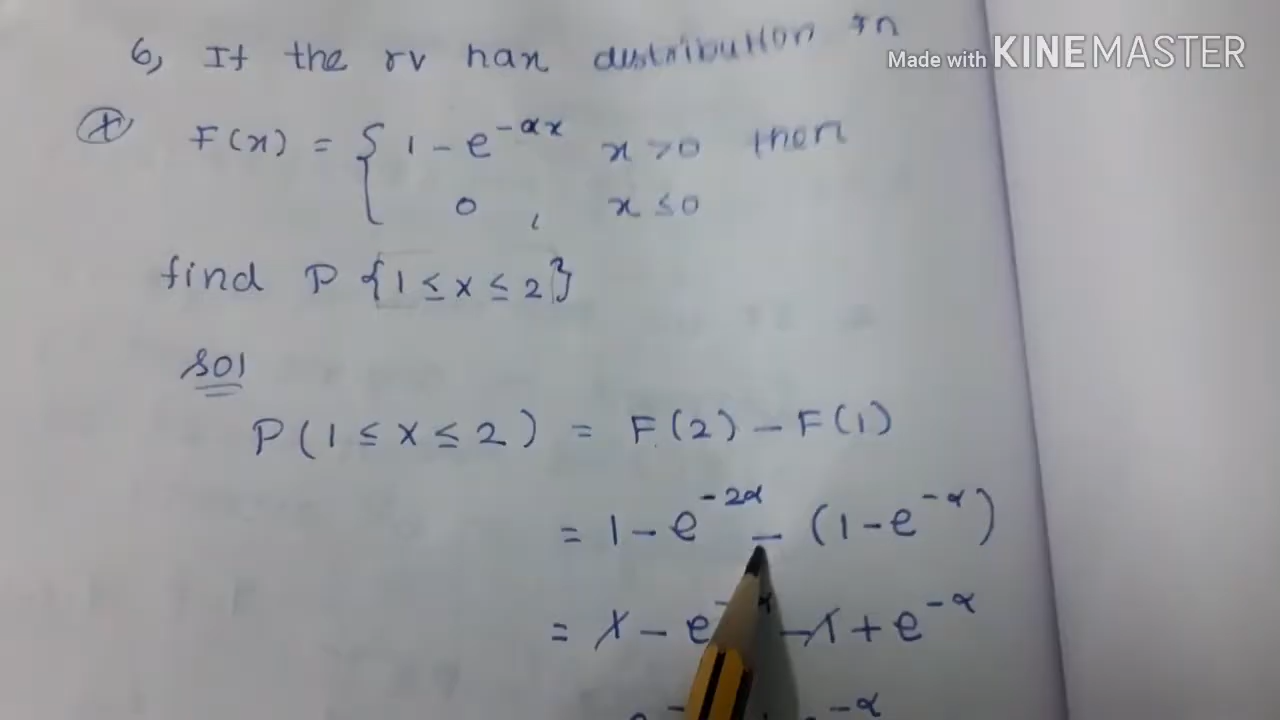 6, If the rv has distribution fn
Made with KINEMASTER
X F(x) = { 1 - e^{-αx} x > 0 then
0 , x ≤ 0
find P {1 ≤ x ≤ 2}
Sol
P(1 ≤ x ≤ 2) = F(2) - F(1)
= 1 - e^{-2α} - (1 - e^{-α})
= 1 - e - 1 + e^{-α}